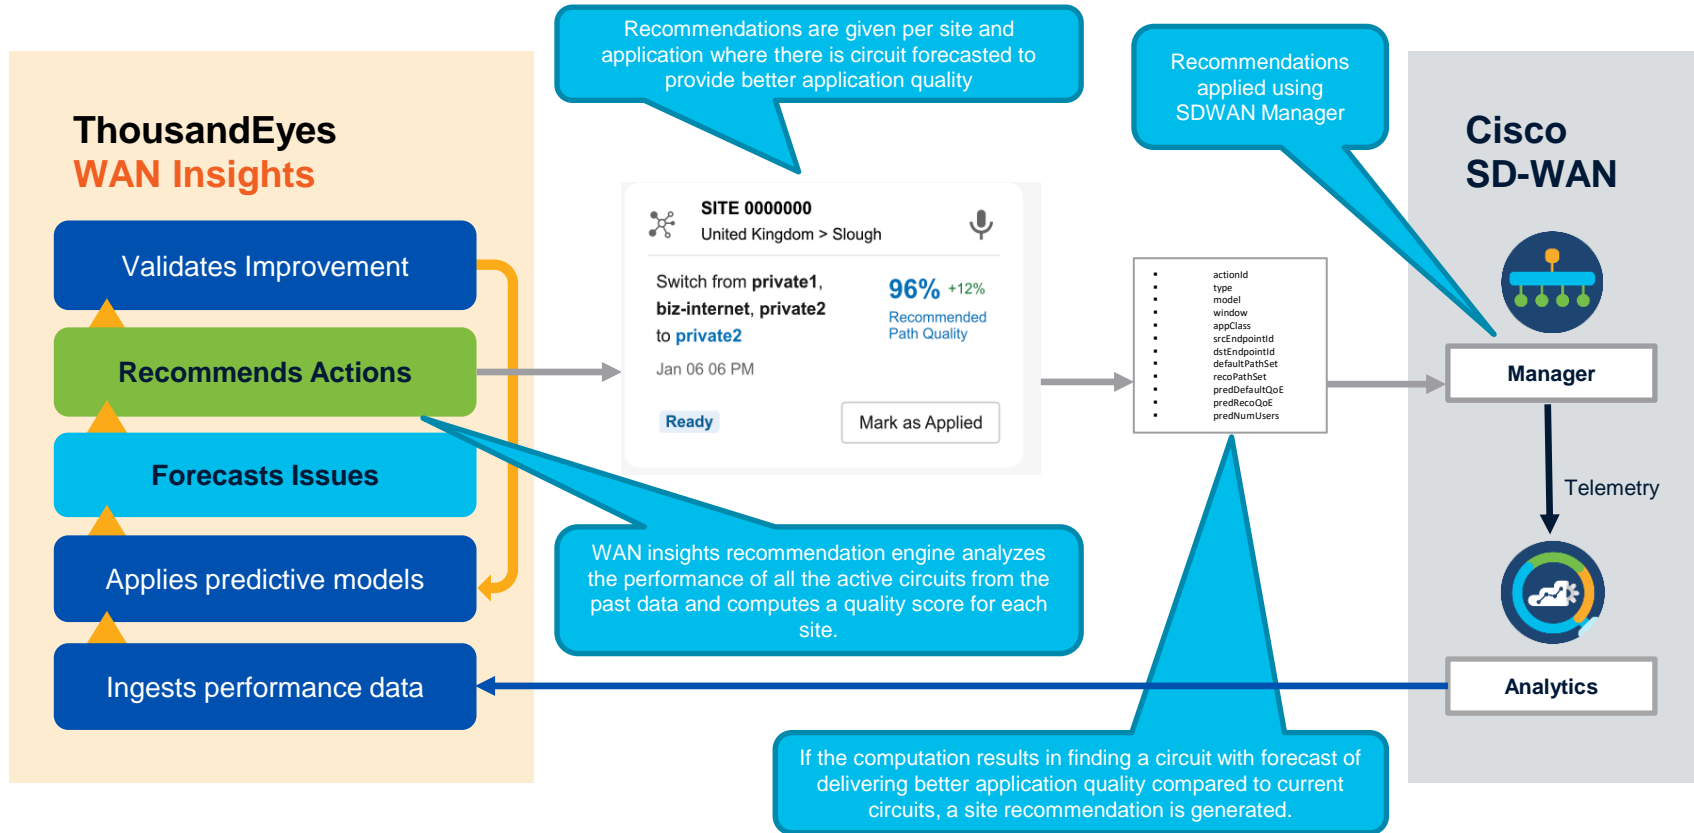 Recommendations are given per site and
application where there is circuit forecasted to
provide better application quality
Recommendations
applied using
SDWAN Manager
ThousandEyes
WAN Insights
Validates Improvement
Recommends Actions
Forecasts Issues
Applies predictive models
Ingests performance data
SITE 0000000
United Kingdom > Slough
Switch from private1,
biz-internet, private2
to private2
96% +12%
Recommended
Path Quality
Jan 06 06 PM
Ready
Mark as Applied
▪ actionId
▪ type
▪ model
▪ window
▪ appClass
▪ srcEndpointId
▪ dstEndpointId
▪ defaultPathSet
▪ recoPathSet
▪ predDefaultQoE
▪ predRecoQoE
▪ predNumUsers
Cisco
SD-WAN
Manager
Telemetry
Analytics
WAN insights recommendation engine analyzes
the performance of all the active circuits from the
past data and computes a quality score for each
site.
If the computation results in finding a circuit with forecast of
delivering better application quality compared to current
circuits, a site recommendation is generated.